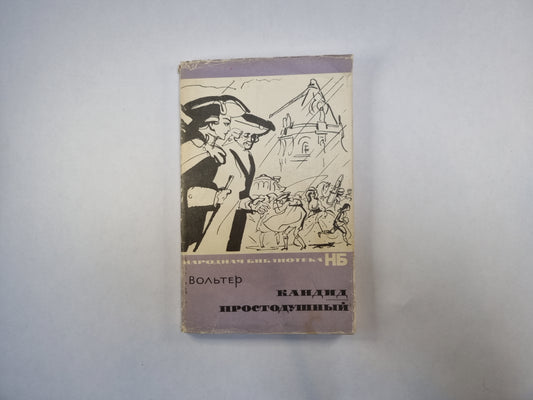 НАРОДНАЯ БИБЛИОТЕКА НБ
ВОЛЬТЕР
КАНДИД
ПРОСТОДУШНЫЙ